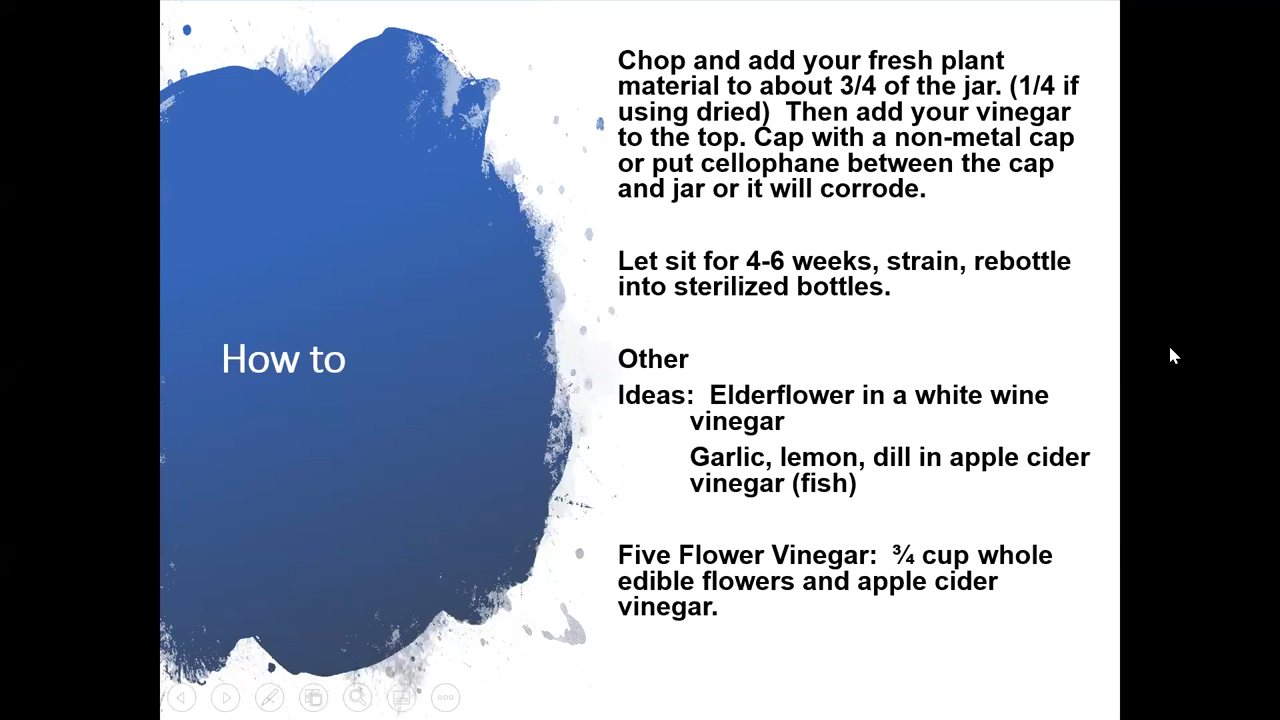 Chop and add your fresh plant
material to about 3/4 of the jar. (1/4 if
using dried)  Then add your vinegar
to the top. Cap with a non-metal cap
or put cellophane between the cap
and jar or it will corrode.
Let sit for 4-6 weeks, strain, rebottle
into sterilized bottles.
How to
Other
Ideas:  Elderflower in a white wine
vinegar
Garlic, lemon, dill in apple cider
vinegar (fish)
Five Flower Vinegar:  ¾ cup whole
edible flowers and apple cider
vinegar.